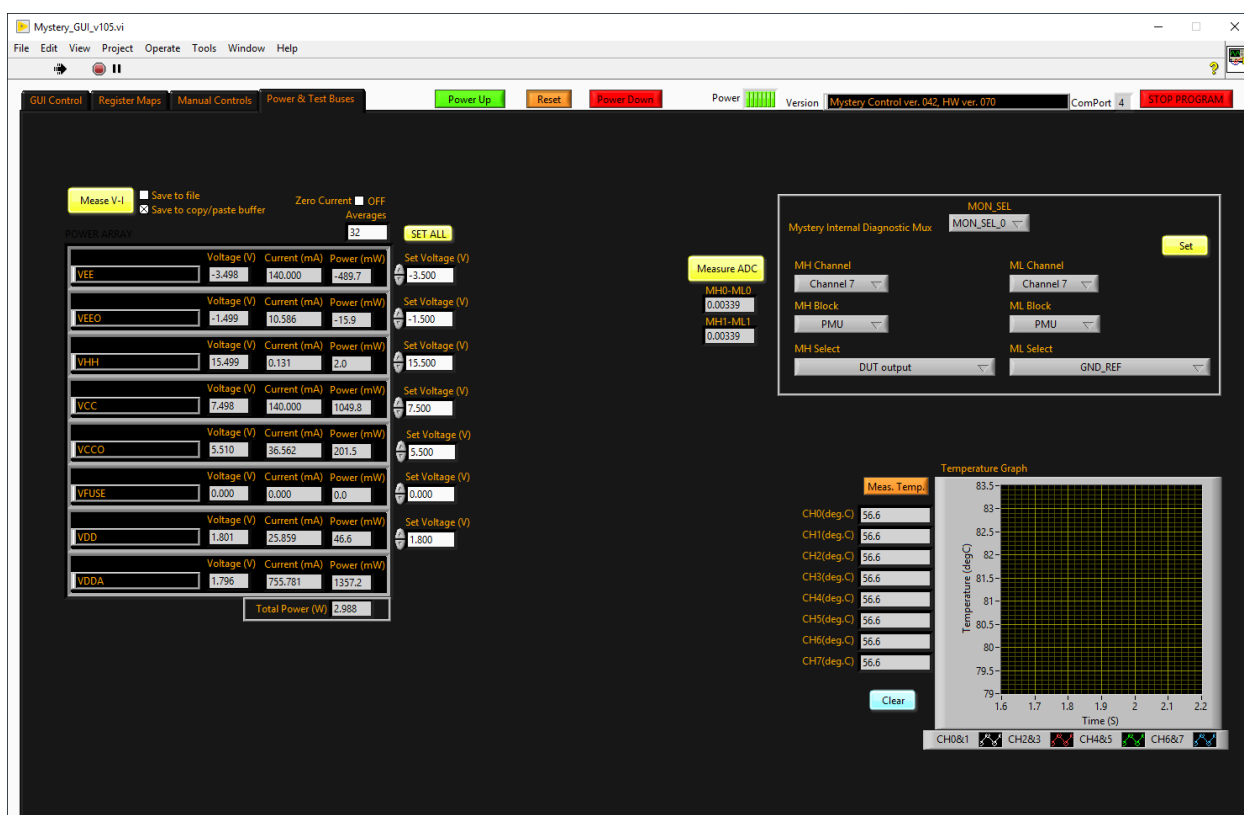 Mystery_GUI_v105.vi
File Edit View Project Operate Tools Window Help
GUI Control Register Maps Manual Controls Power & Test Buses Power Up Reset Power Down Power Version Mystery Control ver. 042, HW ver. 070 ComPort 4 STOP PROGRAM
Mease V-I
Save to file
Save to copy/paste buffer
Zero Current OFF
Averages
32
SET ALL
POWER ARRAY
Voltage (V) Current (mA) Power (mW) Set Voltage (V)
VEE -3.498 140.000 -489.7 -3.500
Voltage (V) Current (mA) Power (mW) Set Voltage (V)
VEEO -1.499 10.586 -15.9 -1.500
Voltage (V) Current (mA) Power (mW) Set Voltage (V)
VHH 15.499 0.131 2.0 15.500
Voltage (V) Current (mA) Power (mW) Set Voltage (V)
VCC 7.498 140.000 1049.8 7.500
Voltage (V) Current (mA) Power (mW) Set Voltage (V)
VCCO 5.510 36.562 201.5 5.500
Voltage (V) Current (mA) Power (mW) Set Voltage (V)
VFUSE 0.000 0.000 0.0 0.000
Voltage (V) Current (mA) Power (mW) Set Voltage (V)
VDD 1.801 25.859 46.6 1.800
Voltage (V) Current (mA) Power (mW)
VDDA 1.796 755.781 1357.2
Total Power (W) 2.988
Measure ADC
MH0-ML0
0.00339
MH1-ML1
0.00339
MON_SEL
Mystery Internal Diagnostic Mux MON_SEL_0
Set
MH Channel ML Channel
Channel 7 Channel 7
MH Block ML Block
PMU PMU
MH Select ML Select
DUT output GND_REF
Meas. Temp.
CH0(deg.C) 56.6
CH1(deg.C) 56.6
CH2(deg.C) 56.6
CH3(deg.C) 56.6
CH4(deg.C) 56.6
CH5(deg.C) 56.6
CH6(deg.C) 56.6
CH7(deg.C) 56.6
Clear
Temperature Graph
Temperature (degC)
83.5
83
82.5
82
81.5
81
80.5
80
79.5
79
1.6 1.7 1.8 1.9 2 2.1 2.2
Time (S)
CH0&1 CH2&3 CH4&5 CH6&7